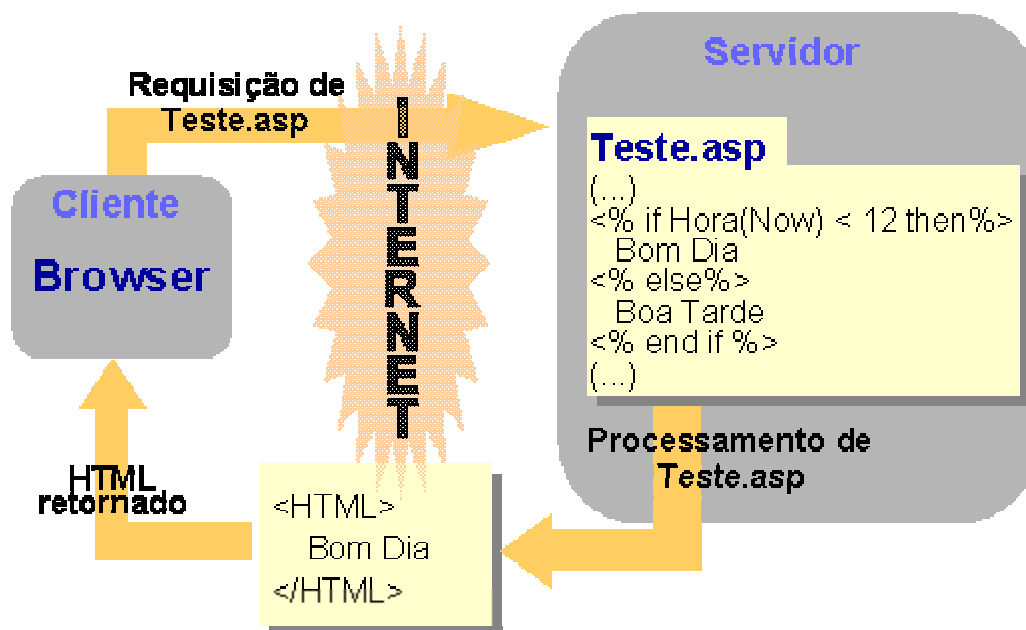 Requisição de
Teste.asp
INTERNET
Servidor
Teste.asp
(...)
<% if Hora(Now) < 12 then%>
Bom Dia
<% else%>
Boa Tarde
<% end if %>
(...)
Cliente
Browser
Processamento de
Teste.asp
HTML
retornado
<HTML>
Bom Dia
</HTML>